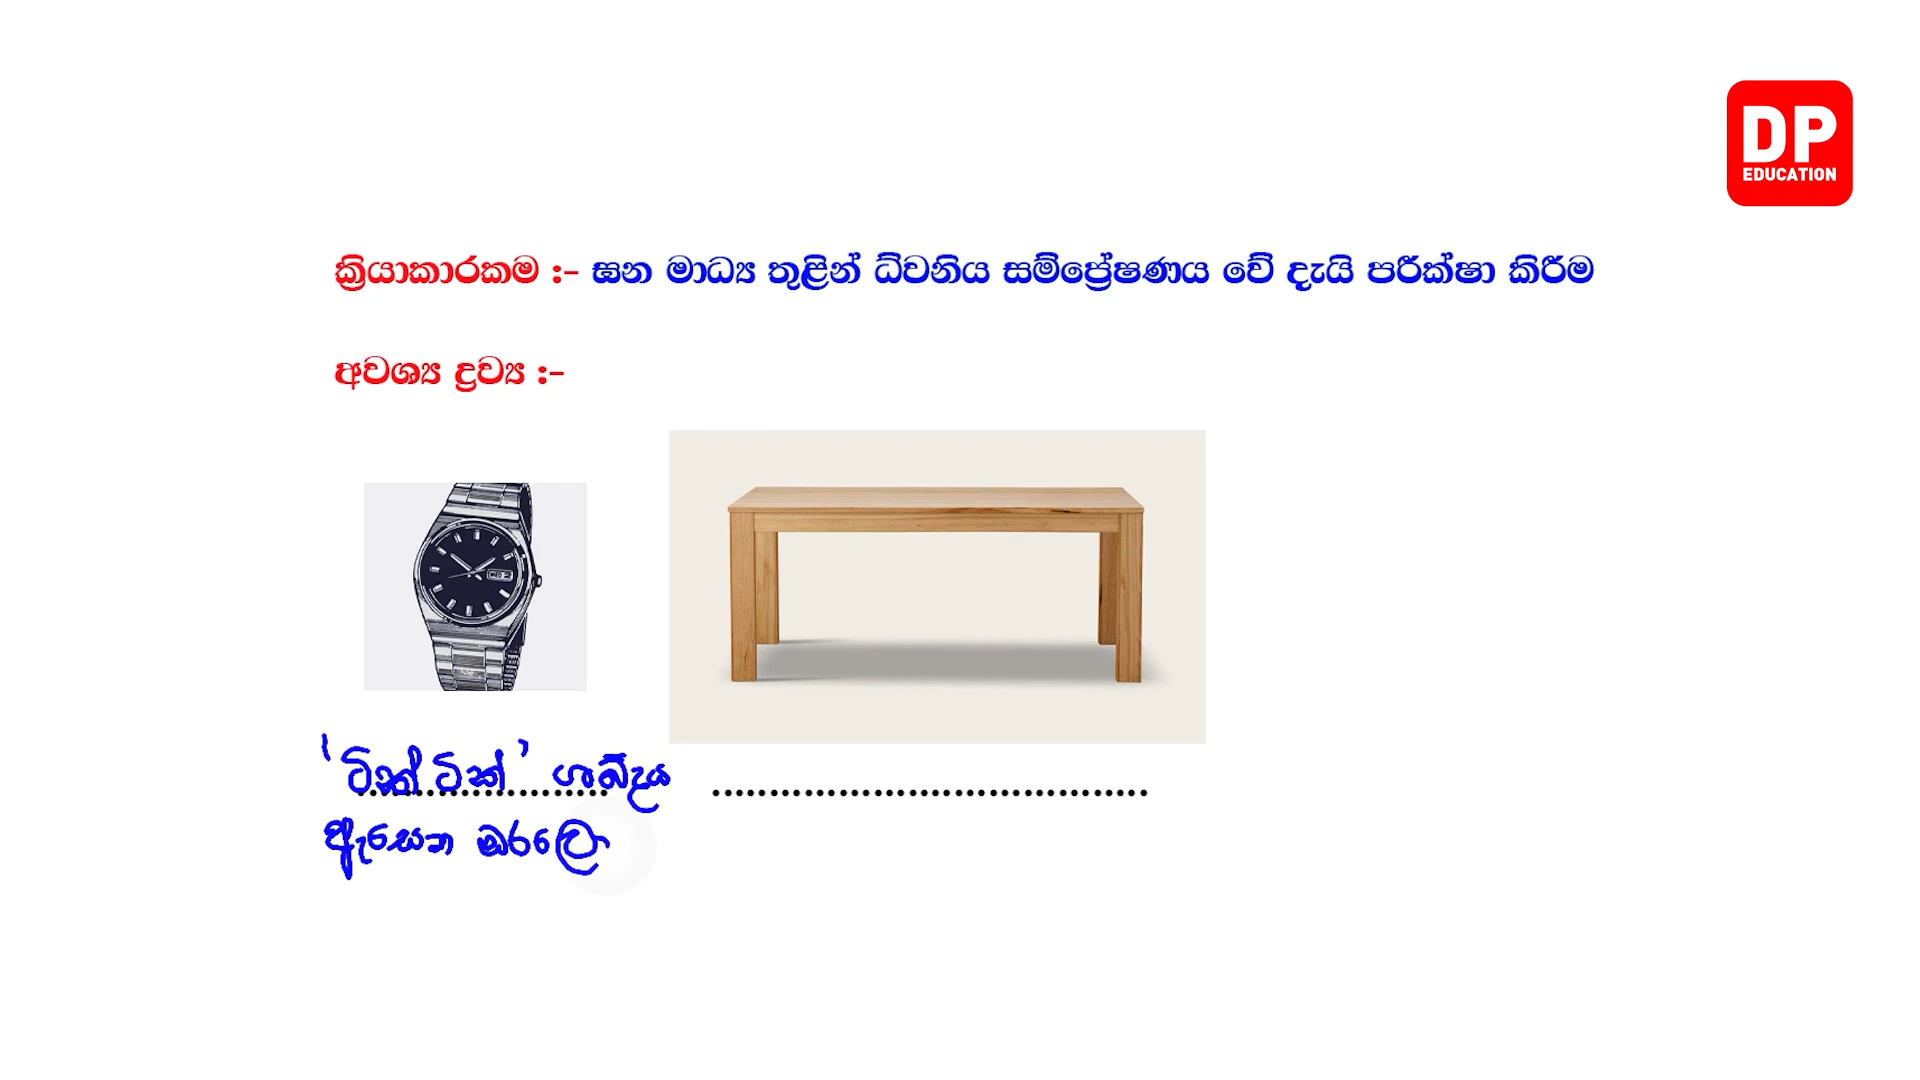 DP
EDUCATION
ක්‍රියාකාරකම :- ඝන මාධ්‍ය තුළින් ධ්වනිය සම්ප්‍රේෂණය වේ දැයි පරීක්ෂා කිරීම
අවශ්‍ය ද්‍රව්‍ය :-
'ටික් ටික්' ශබ්දය ....................................
ඇසෙන ඔරලෝ